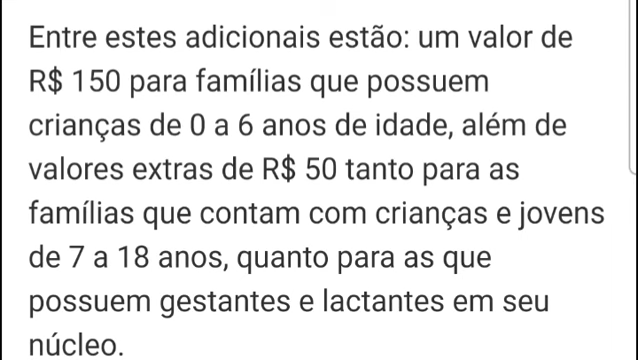 Entre estes adicionais estão: um valor de
R$ 150 para famílias que possuem
crianças de 0 a 6 anos de idade, além de
valores extras de R$ 50 tanto para as
famílias que contam com crianças e jovens
de 7 a 18 anos, quanto para as que
possuem gestantes e lactantes em seu
núcleo.